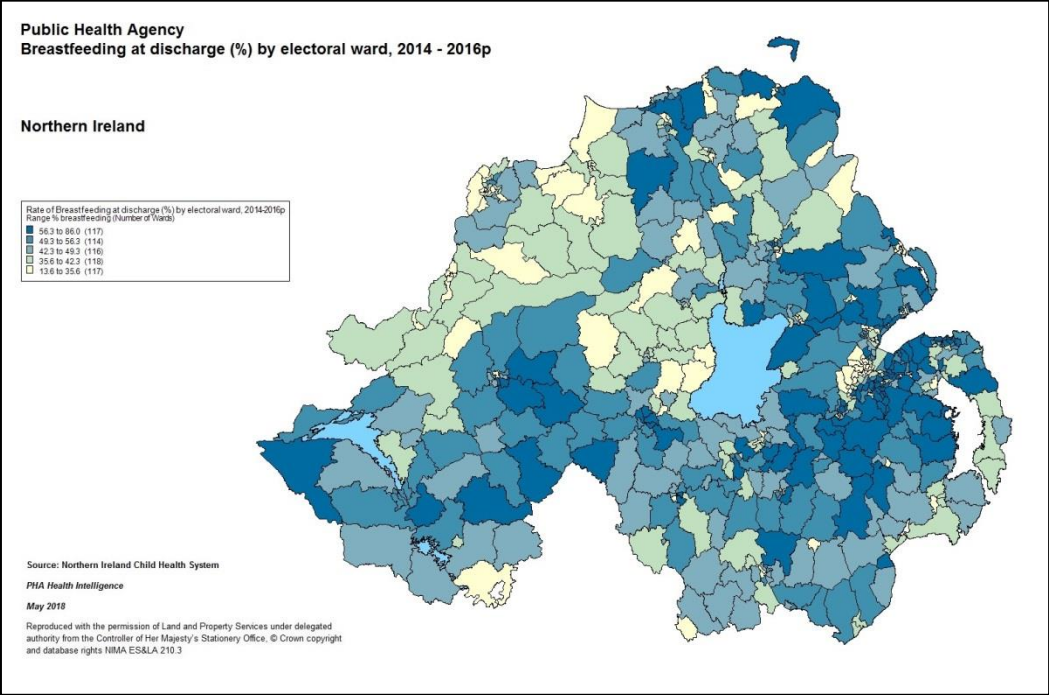 Public Health Agency
Breastfeeding at discharge (%) by electoral ward, 2014 - 2016p
Northern Ireland
Rate of Breastfeeding at discharge (%) by electoral ward, 2014-2016p
Range % breastfeeding (Number of Wards)
56.3 to 86.0 (117)
49.3 to 56.3 (114)
42.3 to 49.3 (116)
35.6 to 42.3 (118)
13.6 to 35.6 (117)
Source: Northern Ireland Child Health System
PHA Health Intelligence
May 2018
Reproduced with the permission of Land and Property Services under delegated
authority from the Controller of Her Majesty's Stationery Office, © Crown copyright
and database rights NIMA ES&LA 210.3